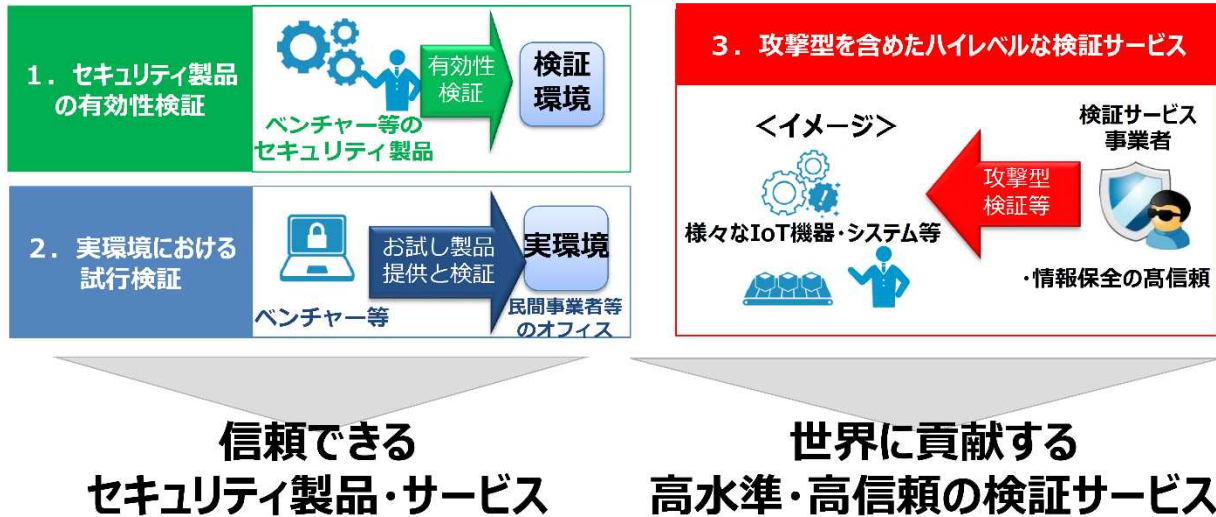 1．セキュリティ製品
の有効性検証
ベンチャー等の
セキュリティ製品
有効性
検証
検証
環境
2．実環境における
試行検証
ベンチャー等
お試し製品
提供と検証
実環境
民間事業者等
のオフィス
信頼できる
セキュリティ製品・サービス
3．攻撃型を含めたハイレベルな検証サービス
＜イメージ＞
様々なIoT機器・システム等
攻撃型
検証等
検証サービス
事業者
・情報保全の高信頼
世界に貢献する
高水準・高信頼の検証サービス